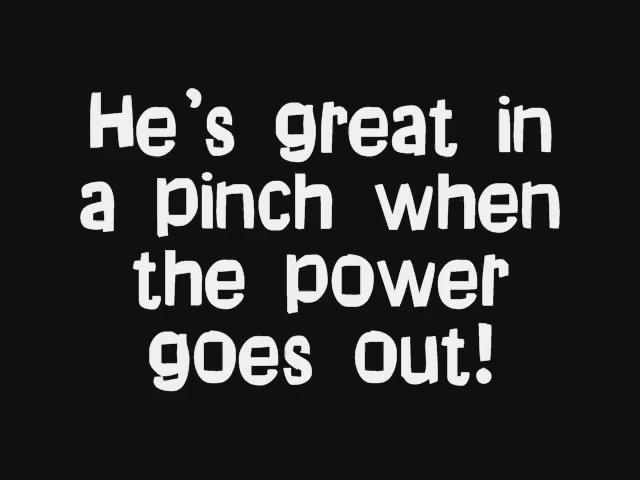 He's great in
a pinch when
the power
goes out!